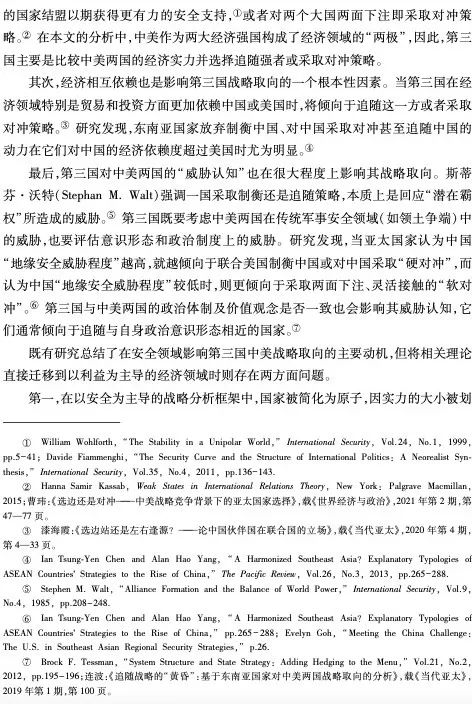 的国家结盟以期获得更有力的安全支持,①或者对两个大国两面下注即采取对冲策
略。② 在本文的分析中,中美作为两大经济强国构成了经济领域的“两极”,因此,第三
国主要是比较中美两国的经济实力并选择追随强者或采取对冲策略。
其次,经济相互依赖也是影响第三国战略取向的一个根本性因素。当第三国在经
济领域特别是贸易和投资方面更加依赖中国或美国时,将倾向于追随这一方或者采取
对冲策略。③ 研究发现,东南亚国家放弃制衡中国、对中国采取对冲甚至追随中国的
动力在它们对中国的经济依赖度超过美国时尤为明显。④
最后,第三国对中美两国的“威胁认知”也在很大程度上影响其战略取向。斯蒂
芬·沃特(Stephan M. Walt)强调一国采取制衡还是追随策略,本质上是回应“潜在霸
权”所造成的威胁。⑤ 第三国既要考虑中美两国在传统军事安全领域(如领土争端)中
的威胁,也要评估意识形态和政治制度上的威胁。研究发现,当亚太国家认为中国
“地缘安全威胁程度”越高,就越倾向于联合美国制衡中国或对中国采取“硬对冲”,而
认为中国“地缘安全威胁程度”较低时,则更倾向于采取两面下注、灵活接触的“软对
冲”。⑥ 第三国与中美两国的政治体制及价值观念是否一致也会影响其威胁认知,它
们通常倾向于追随与自身政治意识形态相近的国家。⑦
既有研究总结了在安全领域影响第三国中美战略取向的主要动机,但将相关理论
直接迁移到以利益为主导的经济领域时则存在两方面问题。
第一,在以安全为主导的战略分析框架中,国家被简化为原子,因实力的大小被划
① William Wohlforth, “The Stability in a Unipolar World,” International Security, Vol.24, No.1, 1999,
pp.5-41; Davide Fiammenghi, “The Security Curve and the Structure of International Politics: A Neorealist Syn-
thesis,” International Security, Vol.35, No.4, 2011, pp.136-143.
② Hanna Samir Kassab, Weak States in International Relations Theory, New York: Palgrave Macmillan,
2015;曹玮:《选边还是对冲——中美战略竞争背景下的亚太国家选择》,载《世界经济与政治》,2021 年第 2 期,第
47—77 页。
③ 漆海霞:《选边站还是左右逢源?——论中国伙伴国在联合国的立场》,载《当代亚太》,2020 年第 4 期,
第 4—33 页。
④ Ian Tsung-Yen Chen and Alan Hao Yang, “A Harmonized Southeast Asia? Explanatory Typologies of
ASEAN Countries’ Strategies to the Rise of China,” The Pacific Review, Vol.26, No.3, 2013, pp.265-288.
⑤ Stephen M. Walt, “Alliance Formation and the Balance of World Power,” International Security, Vol.9,
No.4, 1985, pp.208-248.
⑥ Ian Tsung-Yen Chen and Alan Hao Yang, “A Harmonized Southeast Asia? Explanatory Typologies of
ASEAN Countries’ Strategies to the Rise of China,” pp.265-288; Evelyn Goh, “Meeting the China Challenge:
The U.S. in Southeast Asian Regional Security Strategies,” p.26.
⑦ Brock F. Tessman, “System Structure and State Strategy: Adding Hedging to the Menu,” Vol.21, No.2,
2012, pp.195-196;连波:《追随战略的“黄昏”:基于东南亚国家对中美两国战略取向的分析》,载《当代亚太》,
2019 年第 1 期,第 100 页。